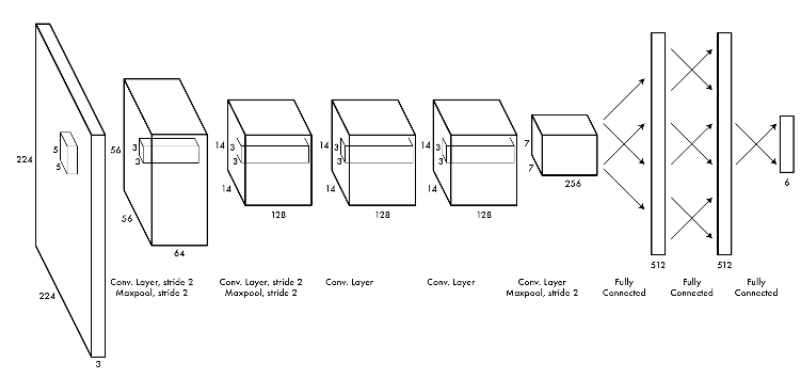 224
5
5
224
3
56
3
3
56
64
14
3
3
14
128
14
3
3
14
128
14
3
3
14
128
7
7
256
512
512
6
Conv. Layer, stride 2
Maxpool, stride 2
Conv. Layer, stride 2
Maxpool, stride 2
Conv. Layer
Conv. Layer
Conv. Layer
Maxpool, stride 2
Fully
Connected
Fully
Connected
Fully
Connected